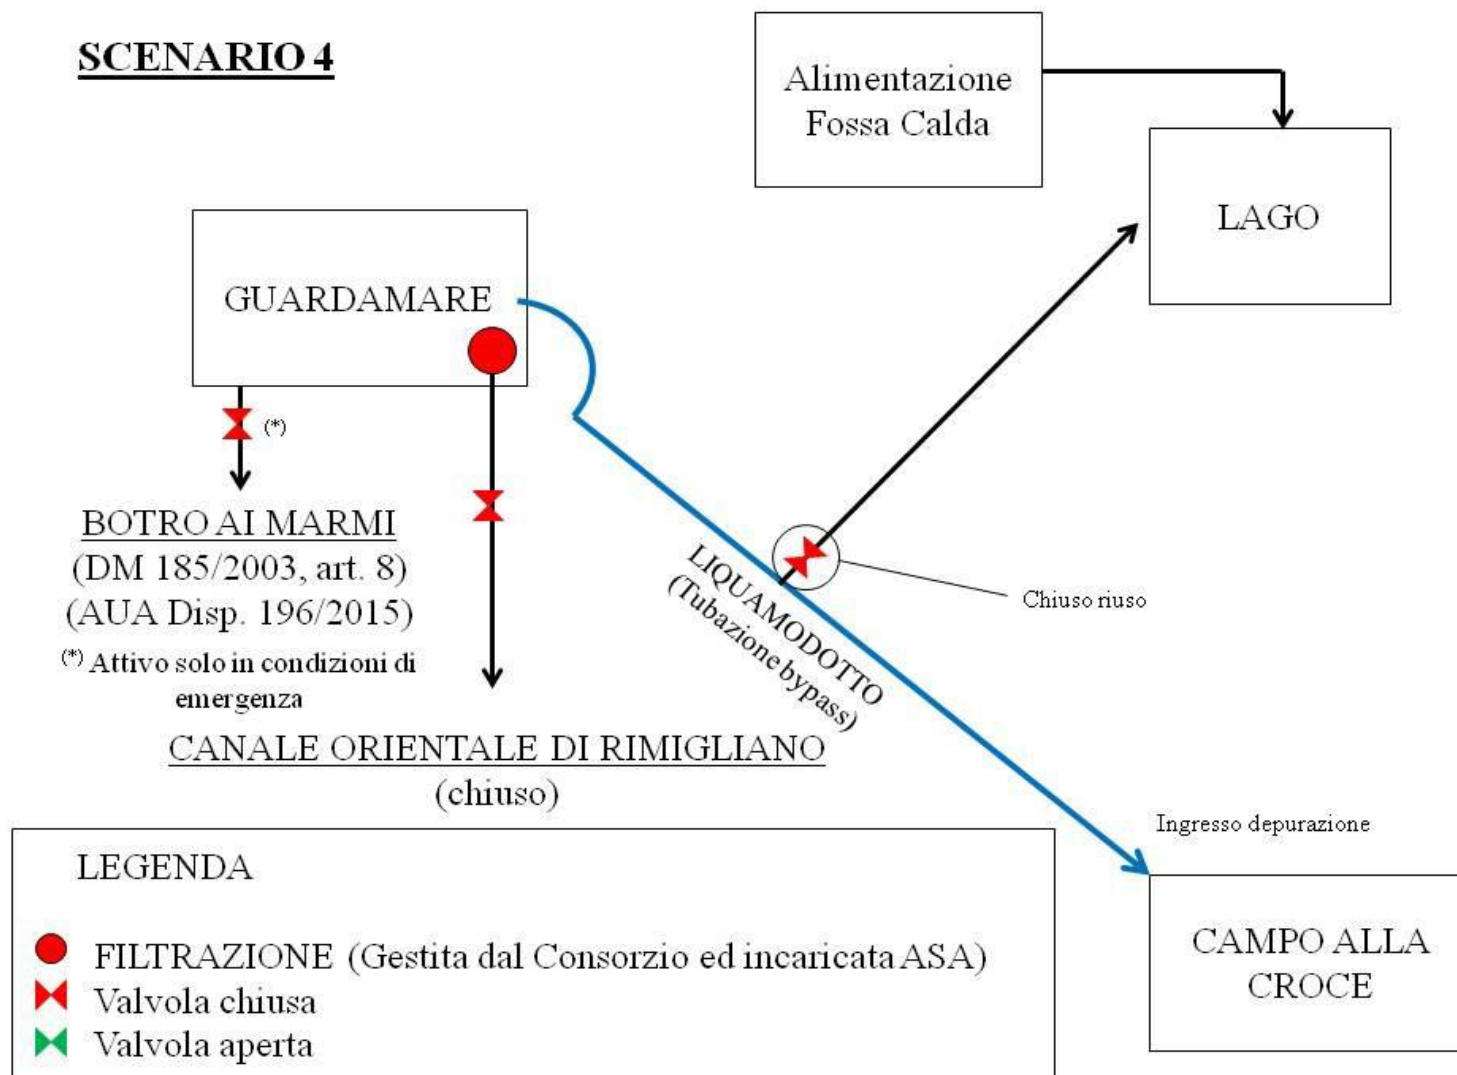 SCENARIO 4
Alimentazione
Fossa Calda
LAGO
GUARDAMARE
(*)
BOTRO AI MARMI
(DM 185/2003, art. 8)
(AUA Disp. 196/2015)
(*) Attivo solo in condizioni di
emergenza
CANALE ORIENTALE DI RIMIGLIANO
(chiuso)
LIQUAMODOTTO
(Tubazione bypass)
Chiuso riuso
Ingresso depurazione
CAMPO ALLA
CROCE
LEGENDA
FILTRAZIONE (Gestita dal Consorzio ed incaricata ASA)
Valvola chiusa
Valvola aperta